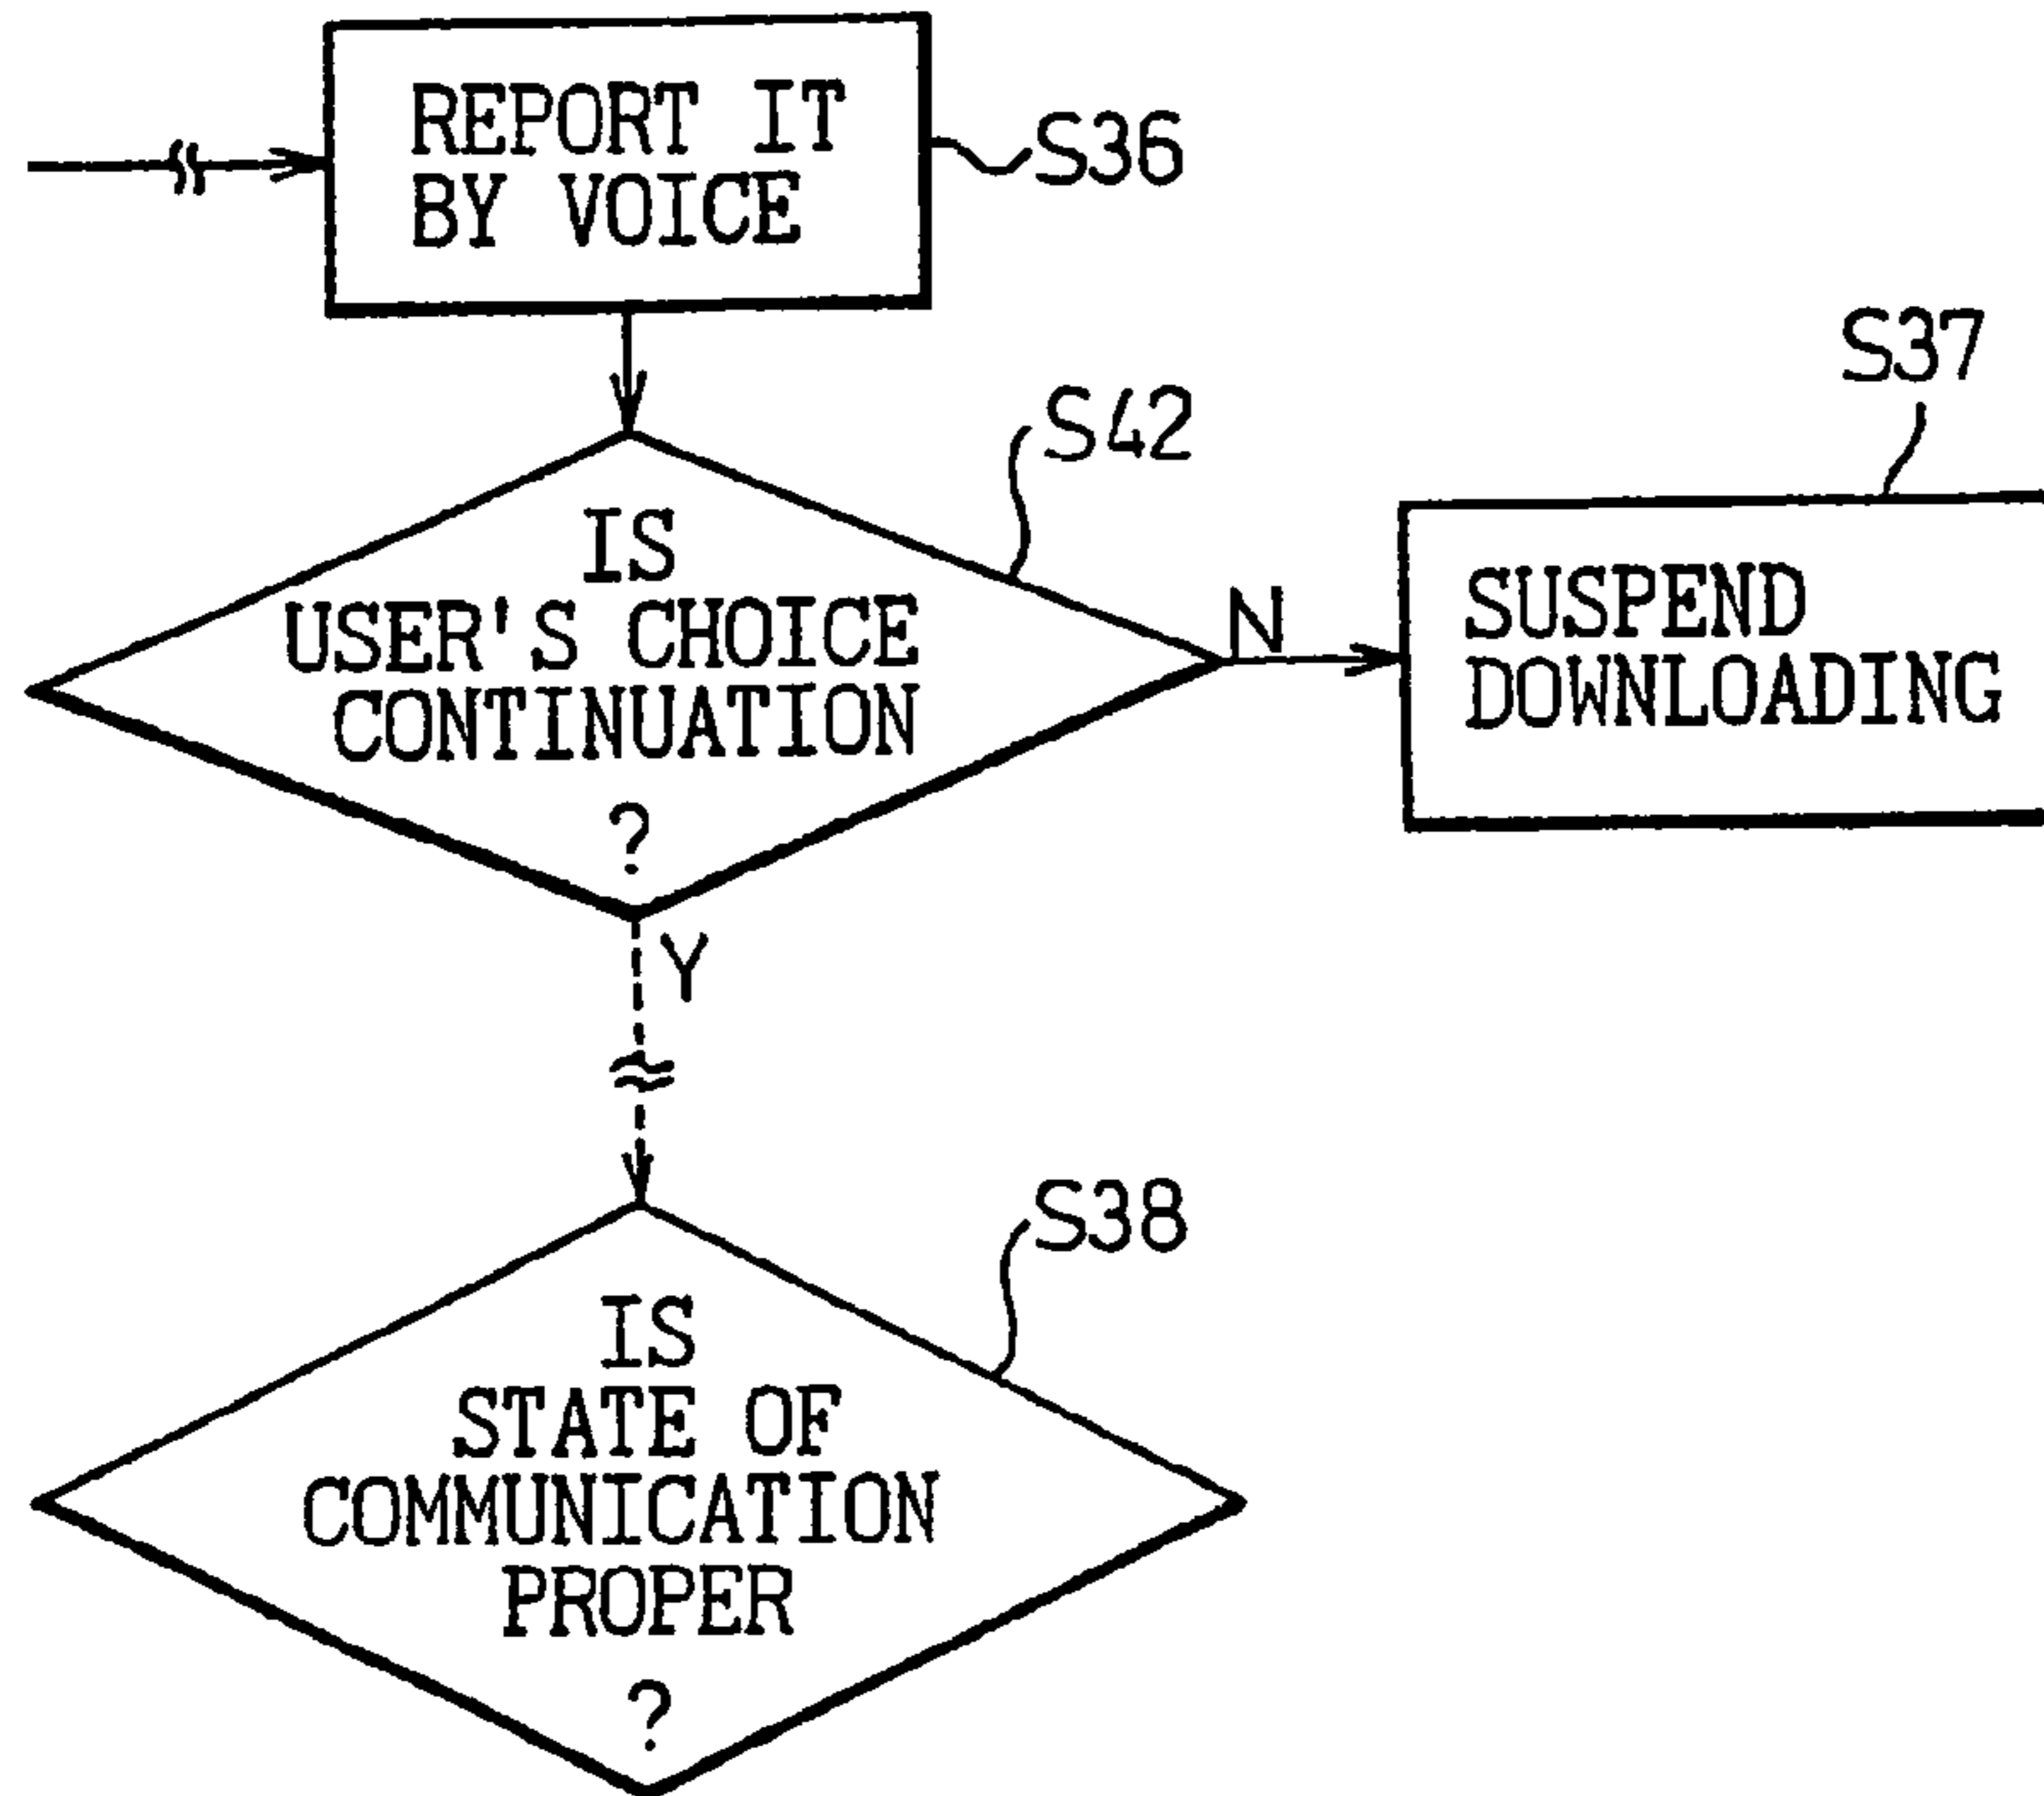 REPORT IT
BY VOICE
S36
S37
S42
IS
USER'S CHOICE
CONTINUATION
?
N
SUSPEND
DOWNLOADING
Y
S38
IS
STATE OF
COMMUNICATION
PROPER
?